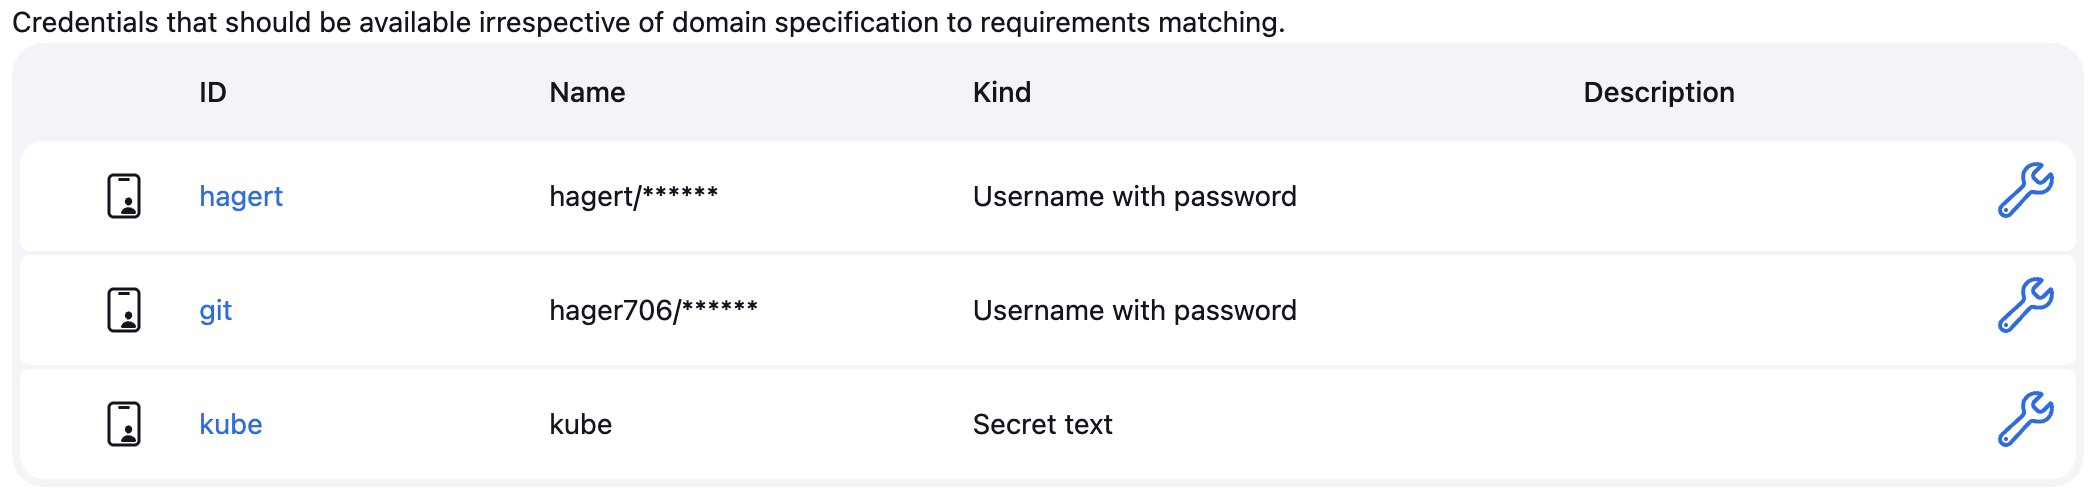 Credentials that should be available irrespective of domain specification to requirements matching.
ID Name Kind Description
hagert hagert/****** Username with password
git hager706/****** Username with password
kube kube Secret text